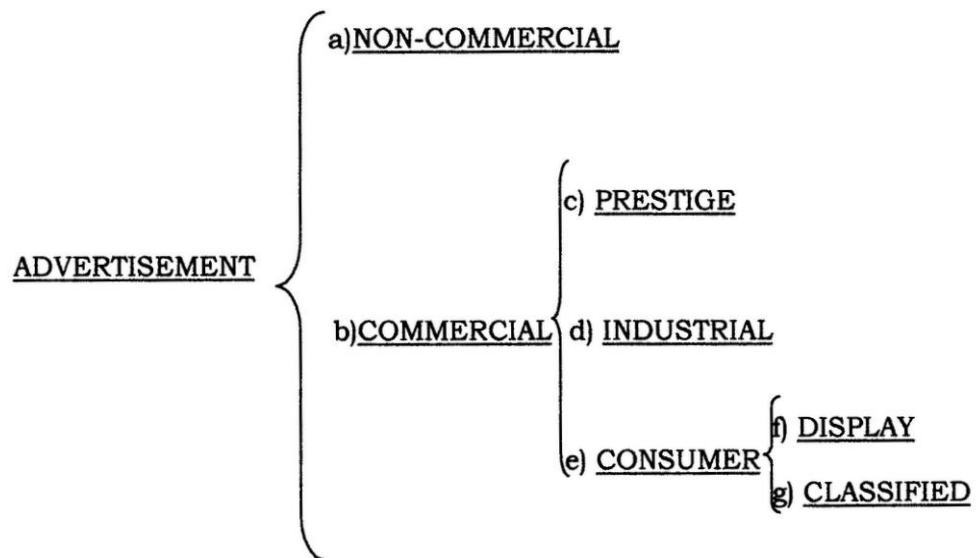 a)NON-COMMERCIAL
c) PRESTIGE
ADVERTISEMENT
b)COMMERCIAL
d) INDUSTRIAL
f) DISPLAY
e) CONSUMER
g) CLASSIFIED